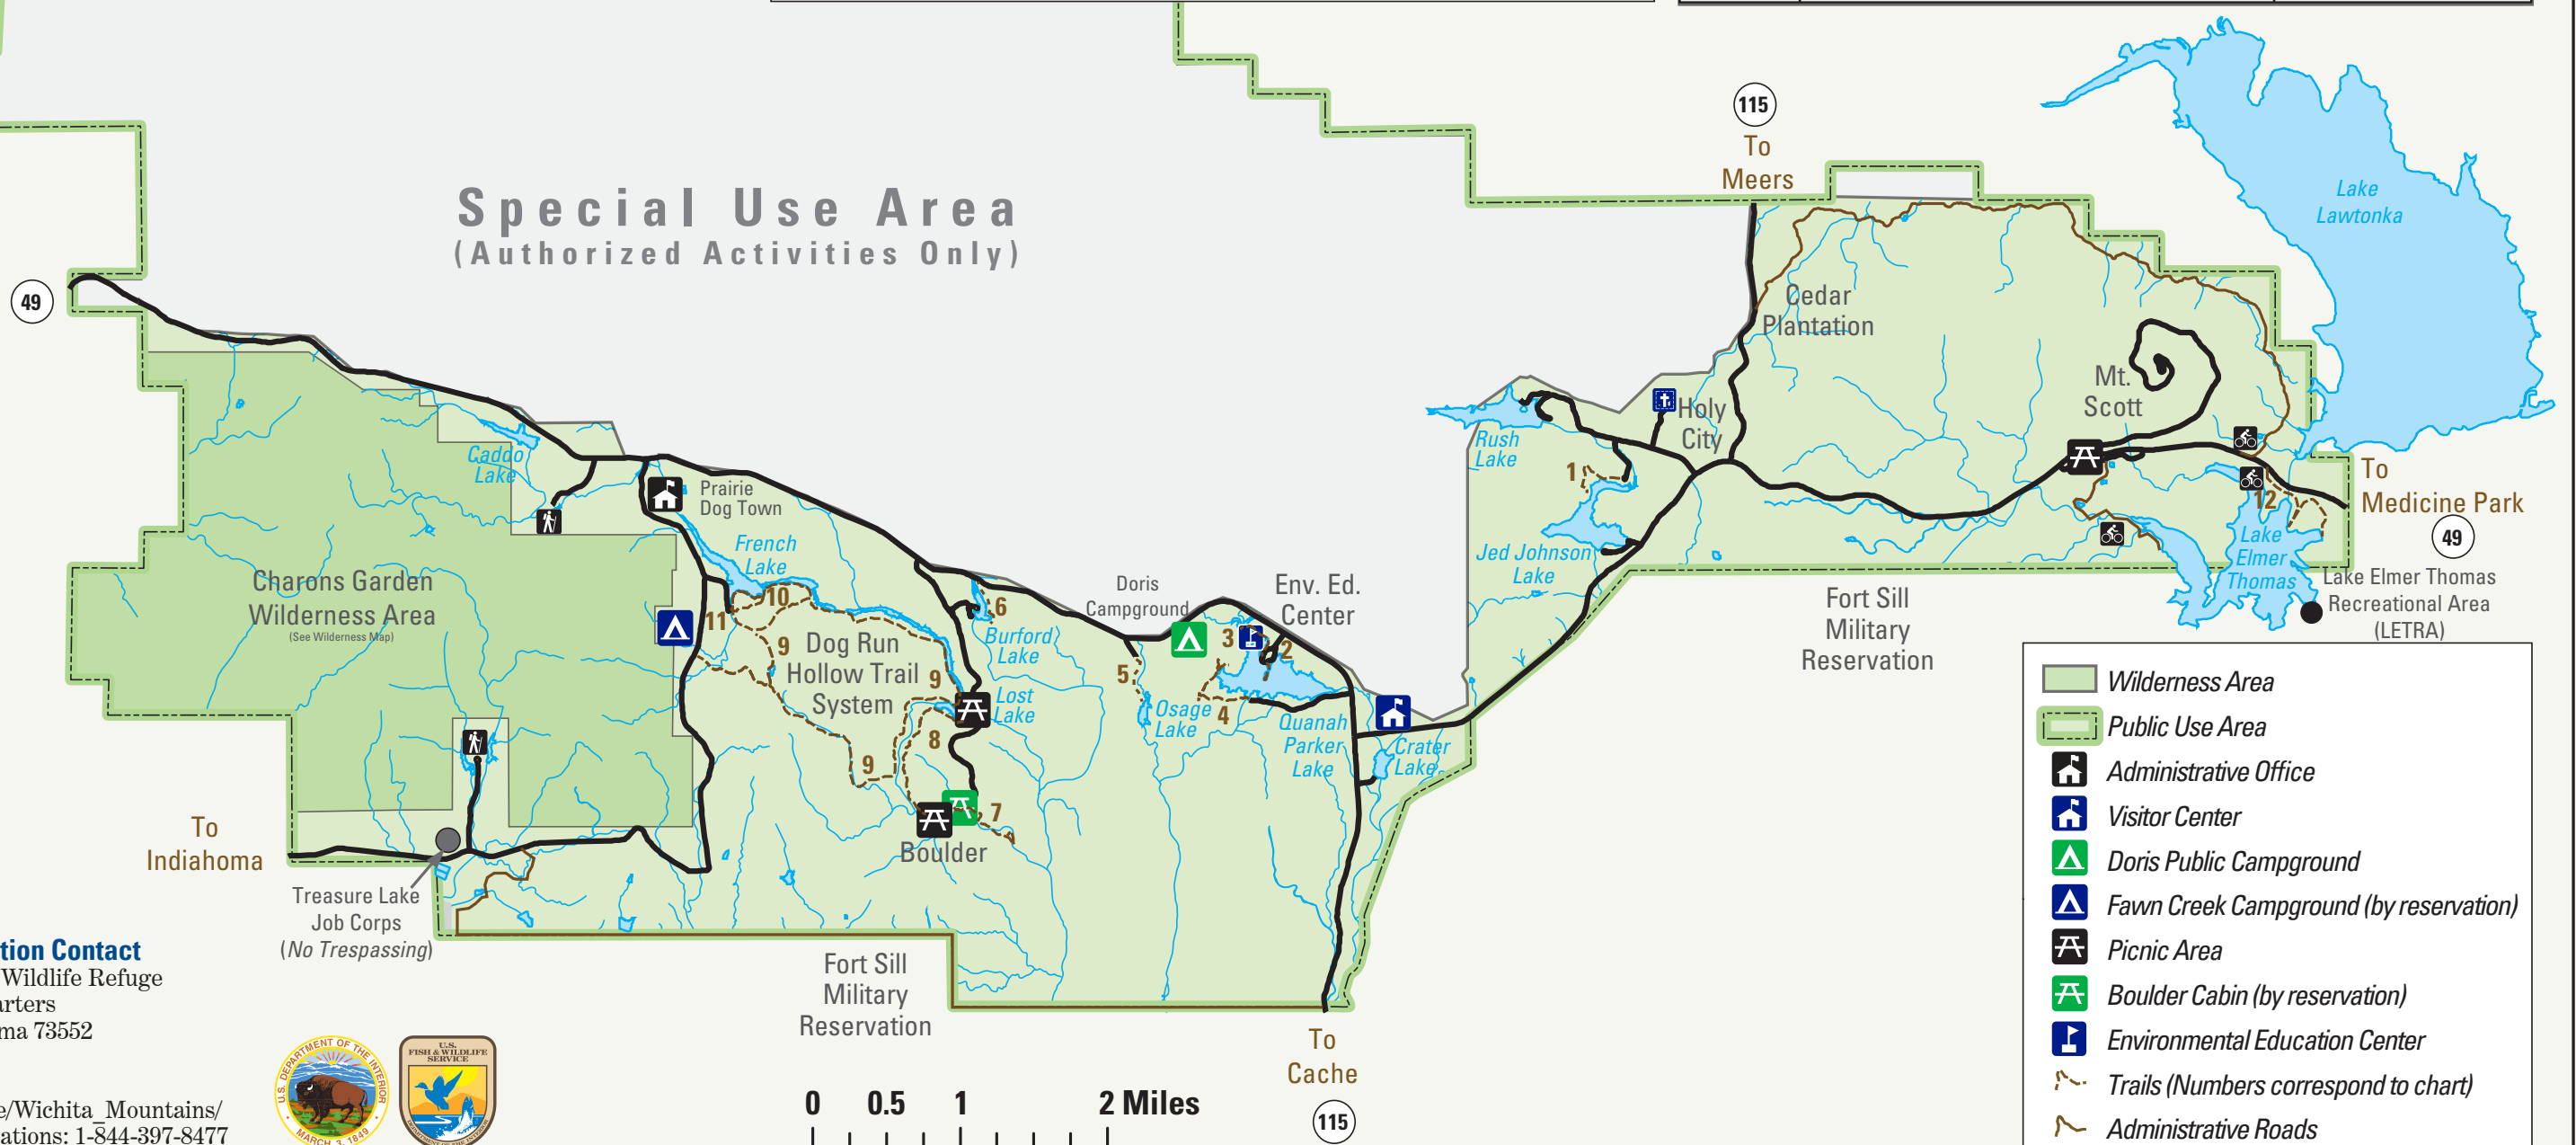 115
To
Meers
Lake
Lawtonka
Special Use Area
(Authorized Activities Only)
49
Cedar
Plantation
Mt.
Scott
Holy
City
Rush
Lake
1
Caddo
Lake
Prairie
Dog Town
To
Medicine Park
49
12
Lake
Elmer
Thomas
Lake Elmer Thomas
Recreational Area
(LETRA)
French
Lake
Jed Johnson
Lake
Doris
Campground
Env. Ed.
Center
Charons Garden
Wilderness Area
(See Wilderness Map)
10
11
6
Fort Sill
Military
Reservation
9
Dog Run
Hollow Trail
System
Burford
Lake
3
2
5
9
Lost
Lake
Osage
Lake
4
Quanah
Parker
Lake
Crater
Lake
8
9
7
Boulder
To
Indiahoma
Treasure Lake
Job Corps
(No Trespassing)
Fort Sill
Military
Reservation
To
Cache
115
tion Contact
Wildlife Refuge
arters
ma 73552
e/Wichita_Mountains/
ations: 1-844-397-8477
U.S. DEPARTMENT OF THE INTERIOR
MARCH 3, 1849
U.S.
FISH & WILDLIFE
SERVICE
0 0.5 1 2 Miles
Wilderness Area
Public Use Area
Administrative Office
Visitor Center
Doris Public Campground
Fawn Creek Campground (by reservation)
Picnic Area
Boulder Cabin (by reservation)
Environmental Education Center
Trails (Numbers correspond to chart)
Administrative Roads